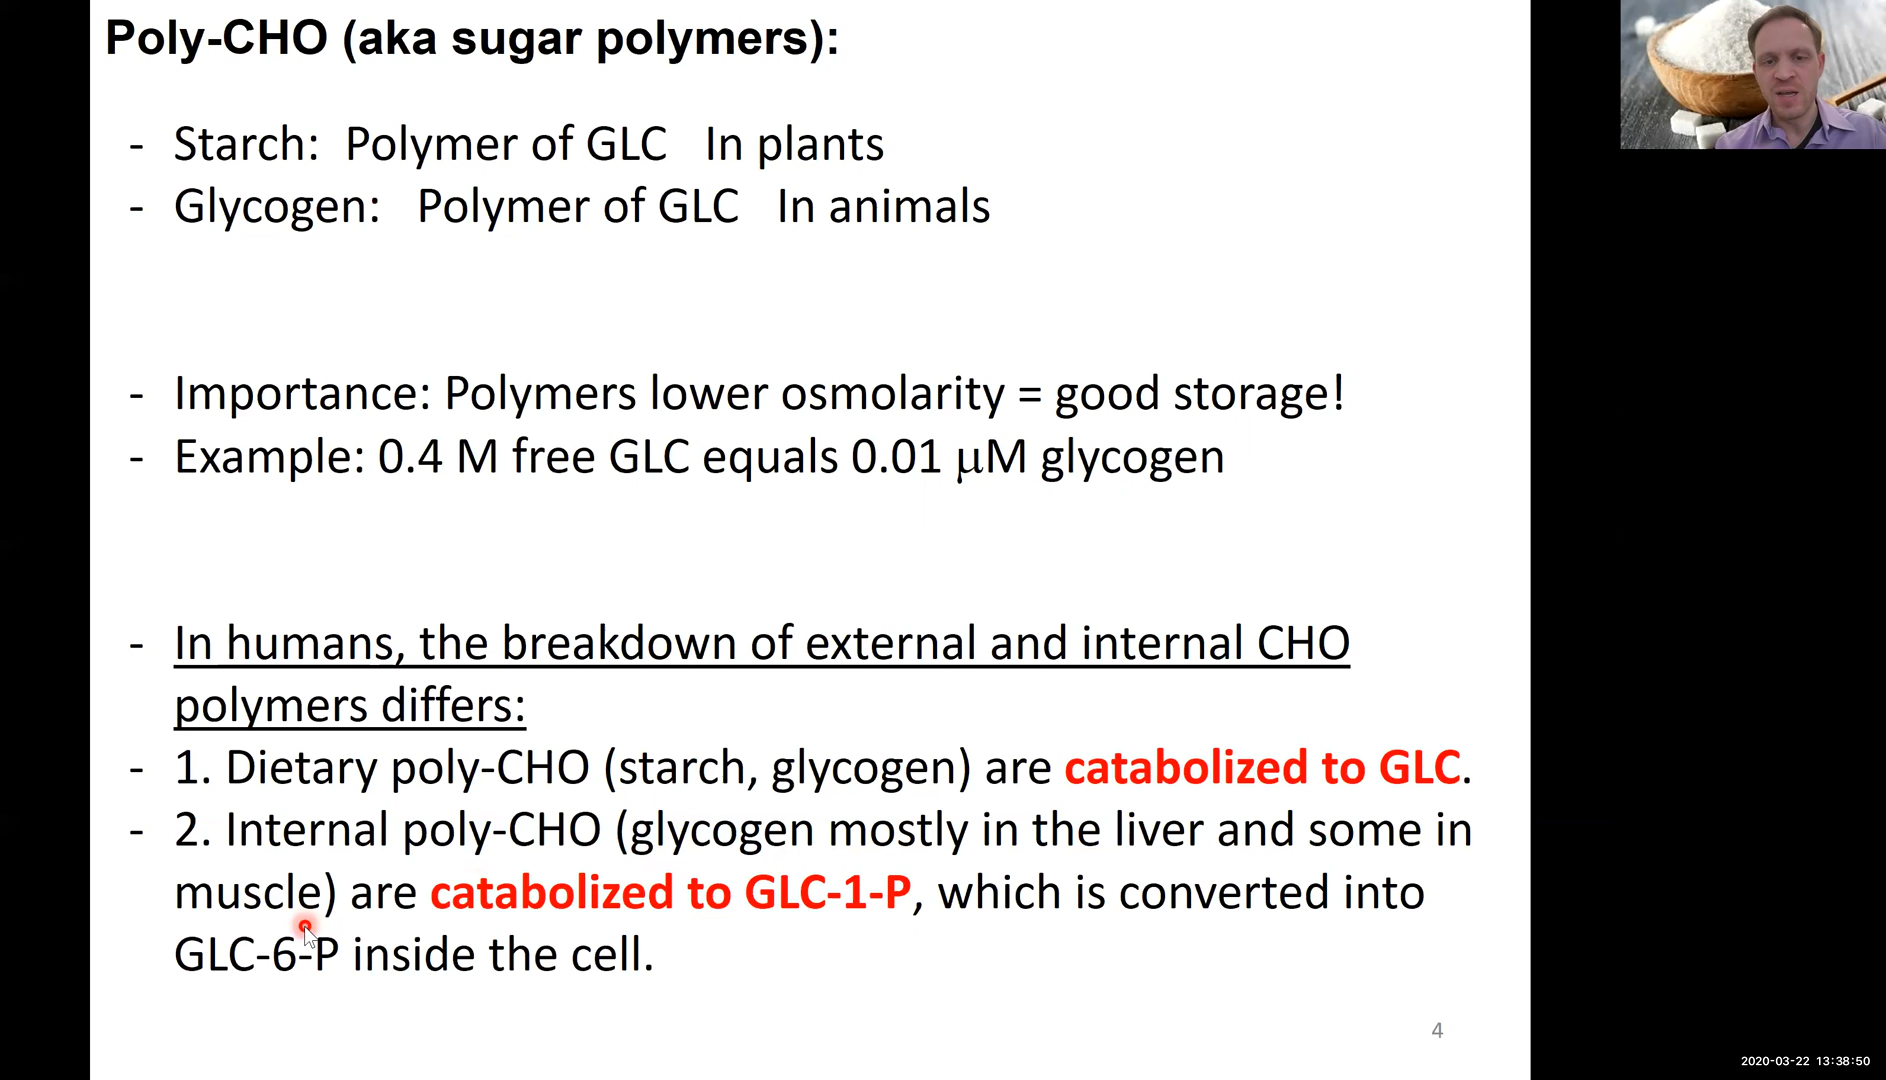 Poly-CHO (aka sugar polymers):
- Starch: Polymer of GLC In plants
- Glycogen: Polymer of GLC In animals
- Importance: Polymers lower osmolarity = good storage!
- Example: 0.4 M free GLC equals 0.01 μM glycogen
- In humans, the breakdown of external and internal CHO
polymers differs:
- 1. Dietary poly-CHO (starch, glycogen) are catabolized to GLC.
- 2. Internal poly-CHO (glycogen mostly in the liver and some in
muscle) are catabolized to GLC-1-P, which is converted into
GLC-6-P inside the cell.
4
2020-03-22 13:38:50